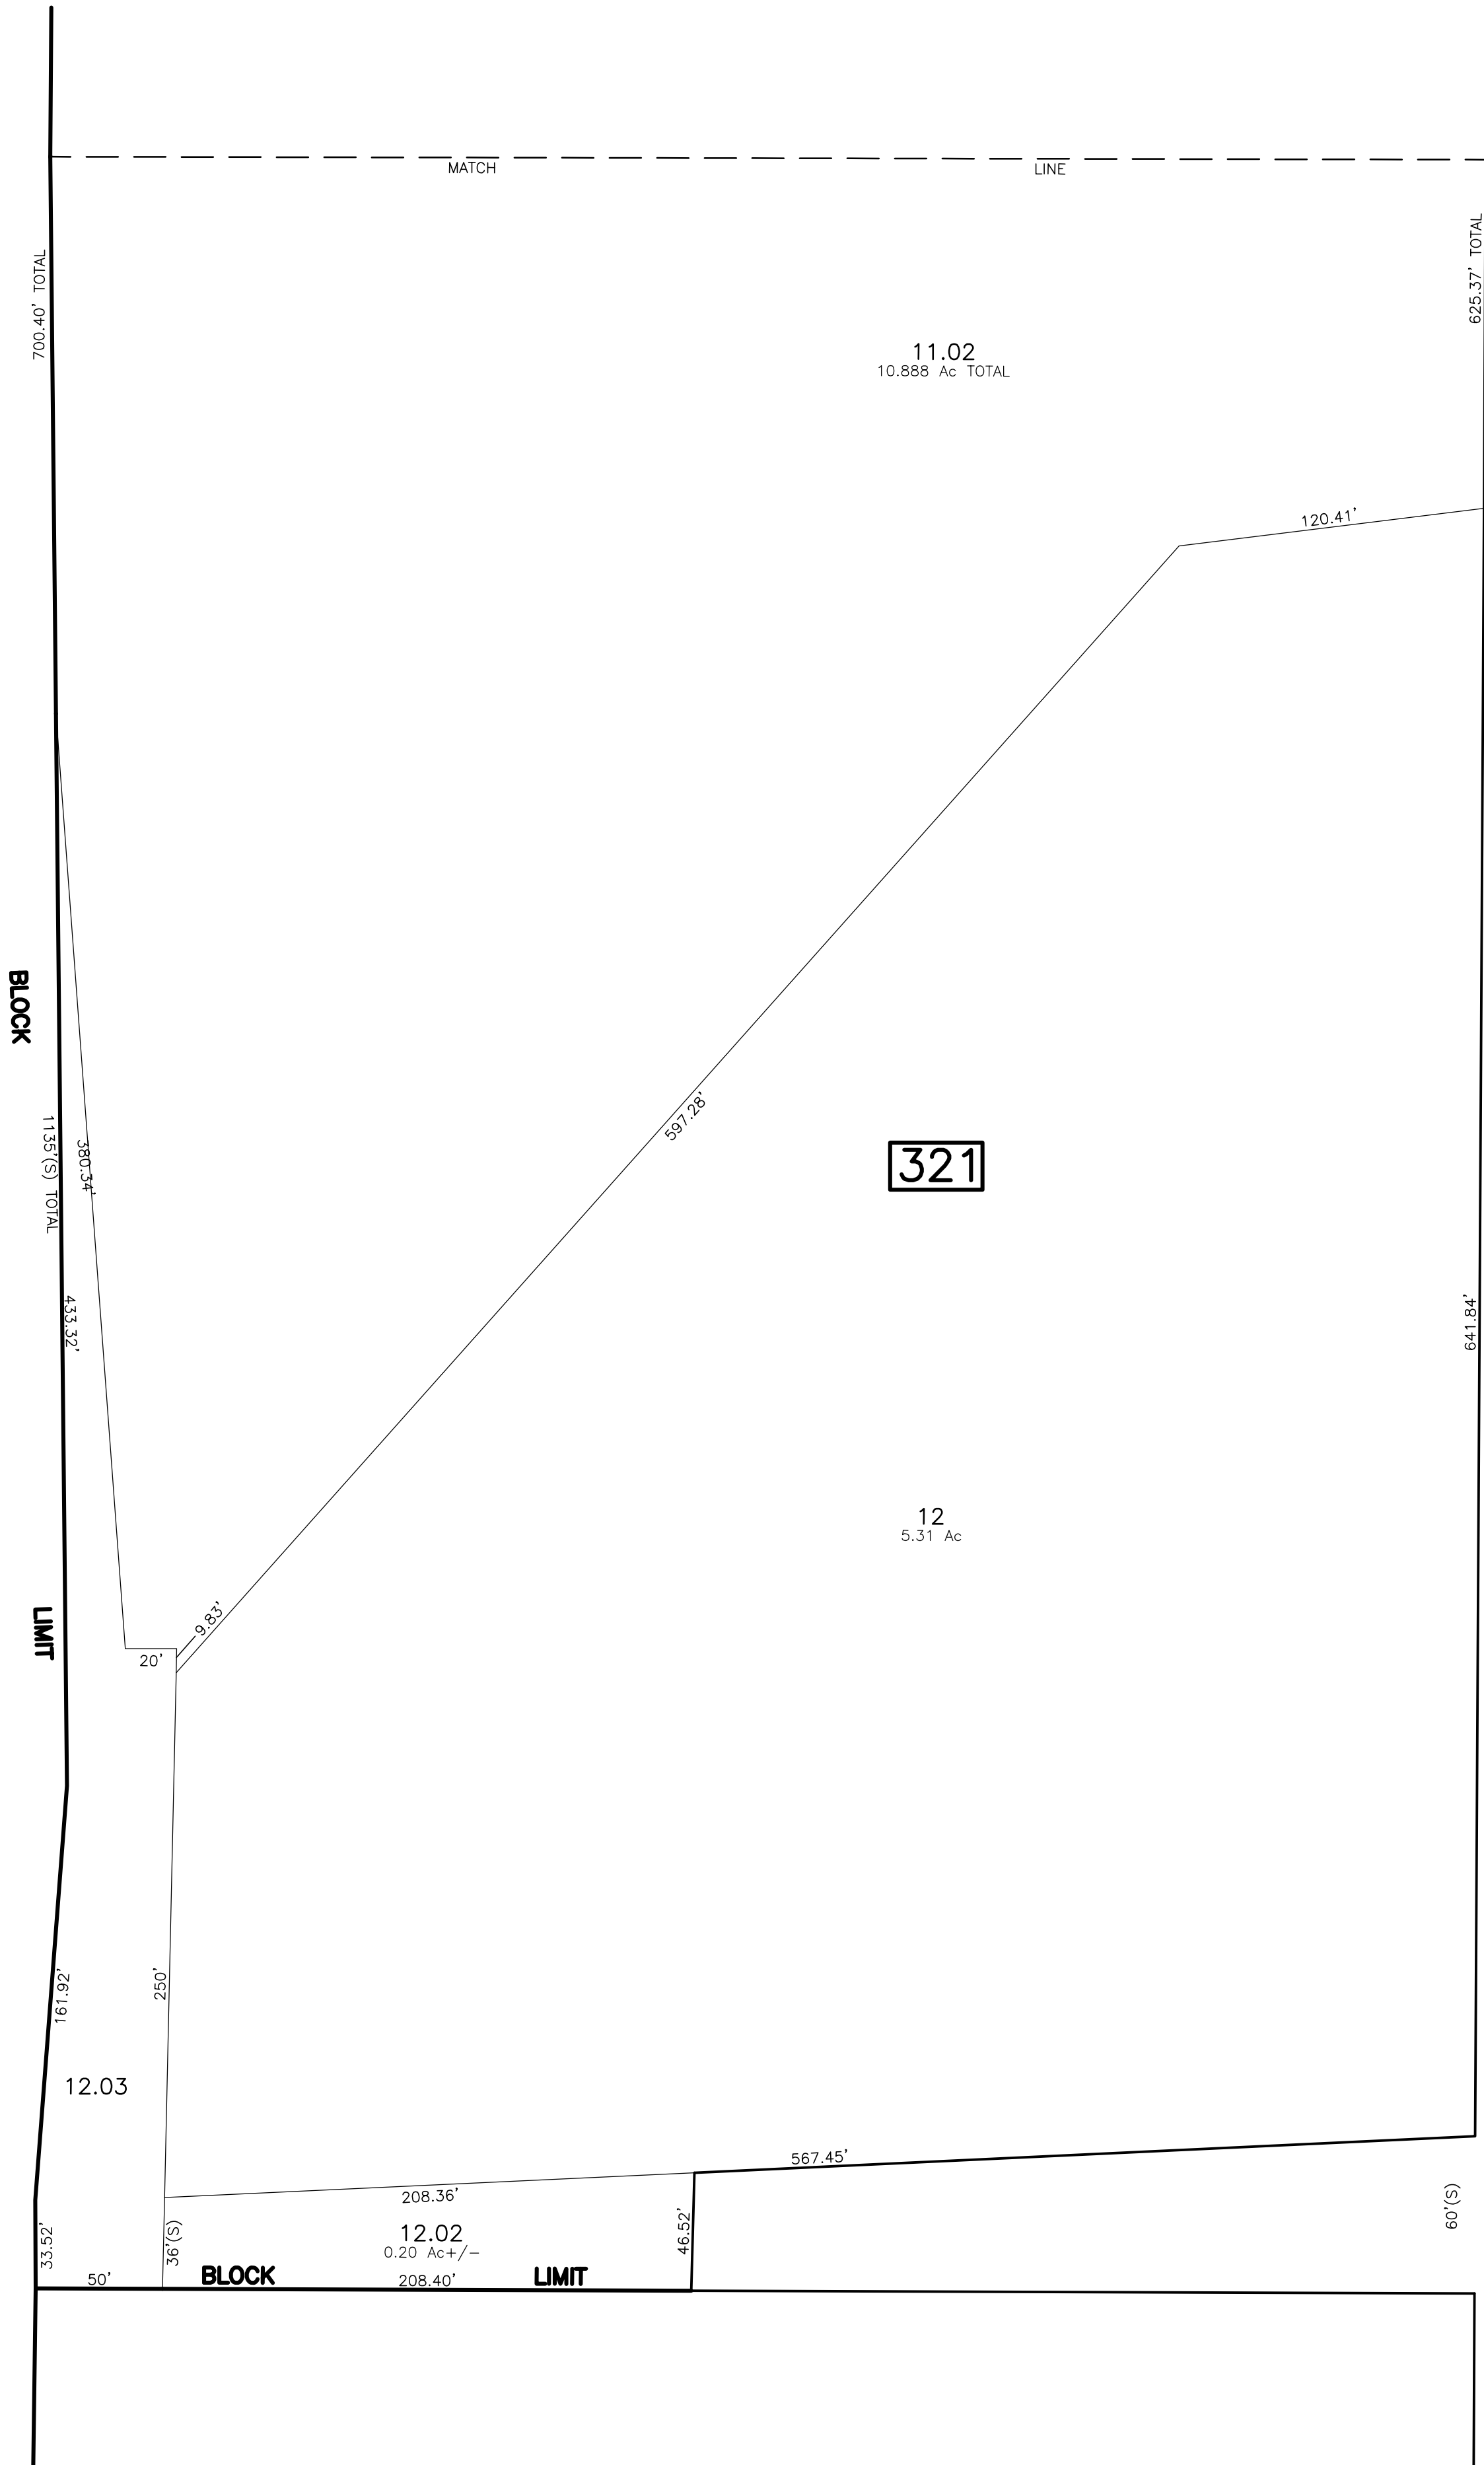 MATCH LINE
700.40' TOTAL
625.37' TOTAL
11.02
10.888 Ac TOTAL
120.41'
BLOCK
597.28'
1135'(S) TOTAL
380.34'
321
433.32'
641.84'
12
5.31 Ac
LIMIT
9.83'
20'
161.92'
250'
12.03
567.45'
208.36'
60'(S)
33.52'
36'(S)
12.02
0.20 Ac+/-
46.52'
50'
BLOCK LIMIT
208.40'